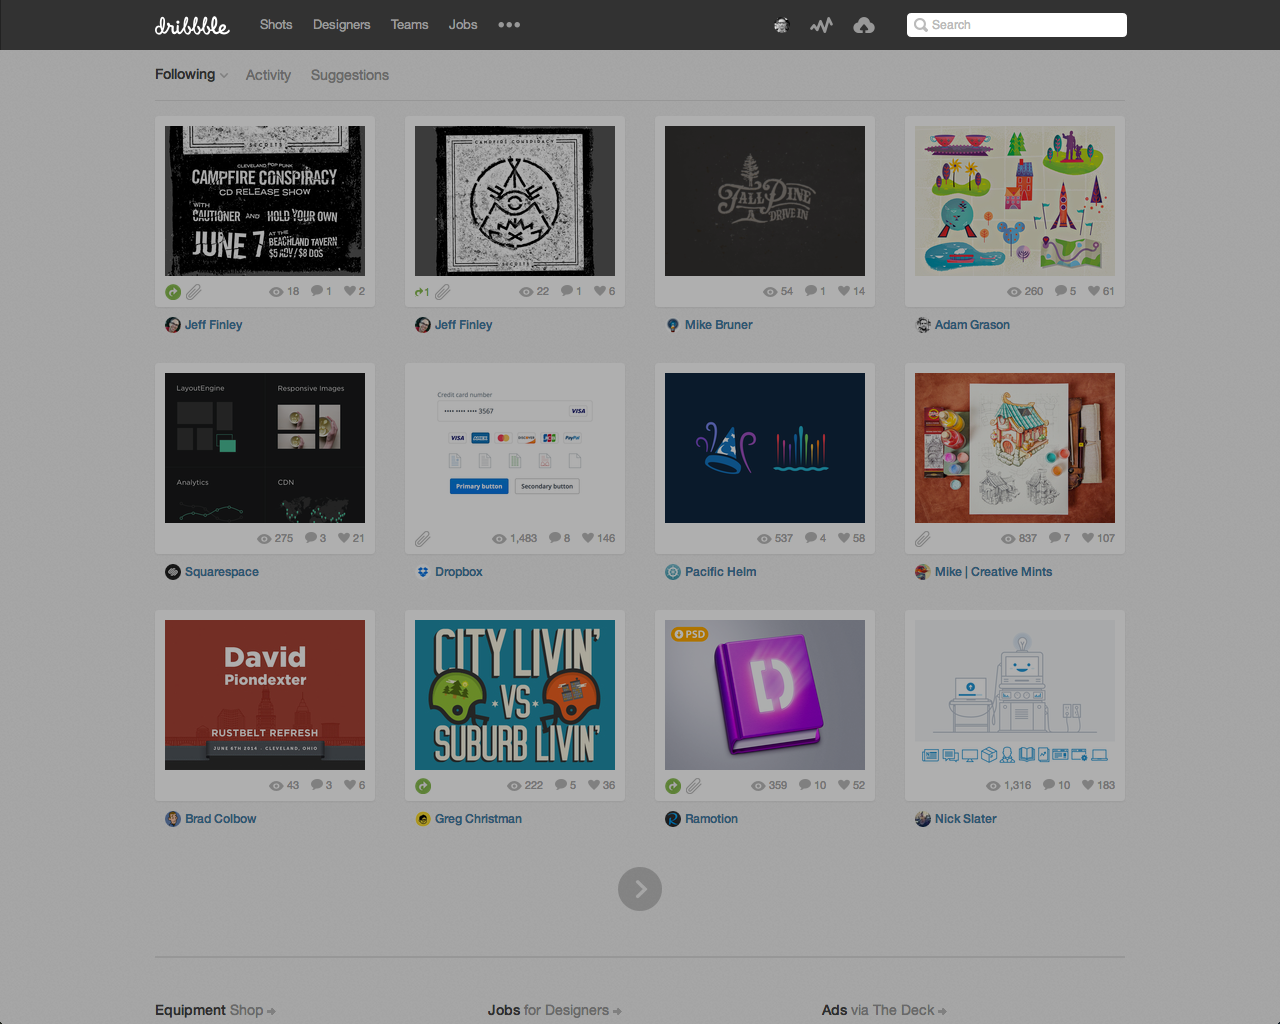 dribbble Shots Designers Teams Jobs ••• Search
Following Activity Suggestions
SECRETS
CLEVELAND POP PUNK
CAMPFIRE CONSPIRACY
CD RELEASE SHOW
WITH
CAUTIONER AND HOLD YOUR OWN
JUNE 7 AT THE
BEACHLAND TAVERN
$5 ADV / $8 DOS
18 1 2
Jeff Finley
CAMPFIRE CONSPIRACY
SECRETS
1 22 1 6
Jeff Finley
TALL PINE
A DRIVE IN
54 1 14
Mike Bruner
260 5 61
Adam Grason
LayoutEngine Responsive Images
Analytics CDN
275 3 21
Squarespace
Credit card number
•••• •••• •••• 3567 VISA
VISA DISCOVER JCB PayPal
Primary button Secondary button
1,483 8 146
Dropbox
537 4 58
Pacific Helm
837 7 107
Mike | Creative Mints
David
Piondexter
RUSTBELT REFRESH
JUNE 6TH 2014 - CLEVELAND, OHIO
43 3 6
Brad Colbow
CITY LIVIN'
VS
SUBURB LIVIN'
222 5 36
Greg Christman
PSD
D
359 10 52
Ramotion
1,316 10 183
Nick Slater
Equipment Shop Jobs for Designers Ads via The Deck